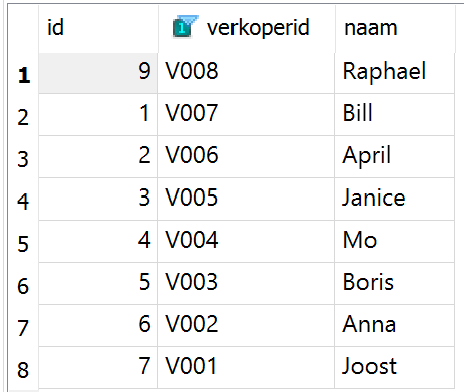 id 1 verkoperid naam
1 9 V008 Raphael
2 1 V007 Bill
3 2 V006 April
4 3 V005 Janice
5 4 V004 Mo
6 5 V003 Boris
7 6 V002 Anna
8 7 V001 Joost